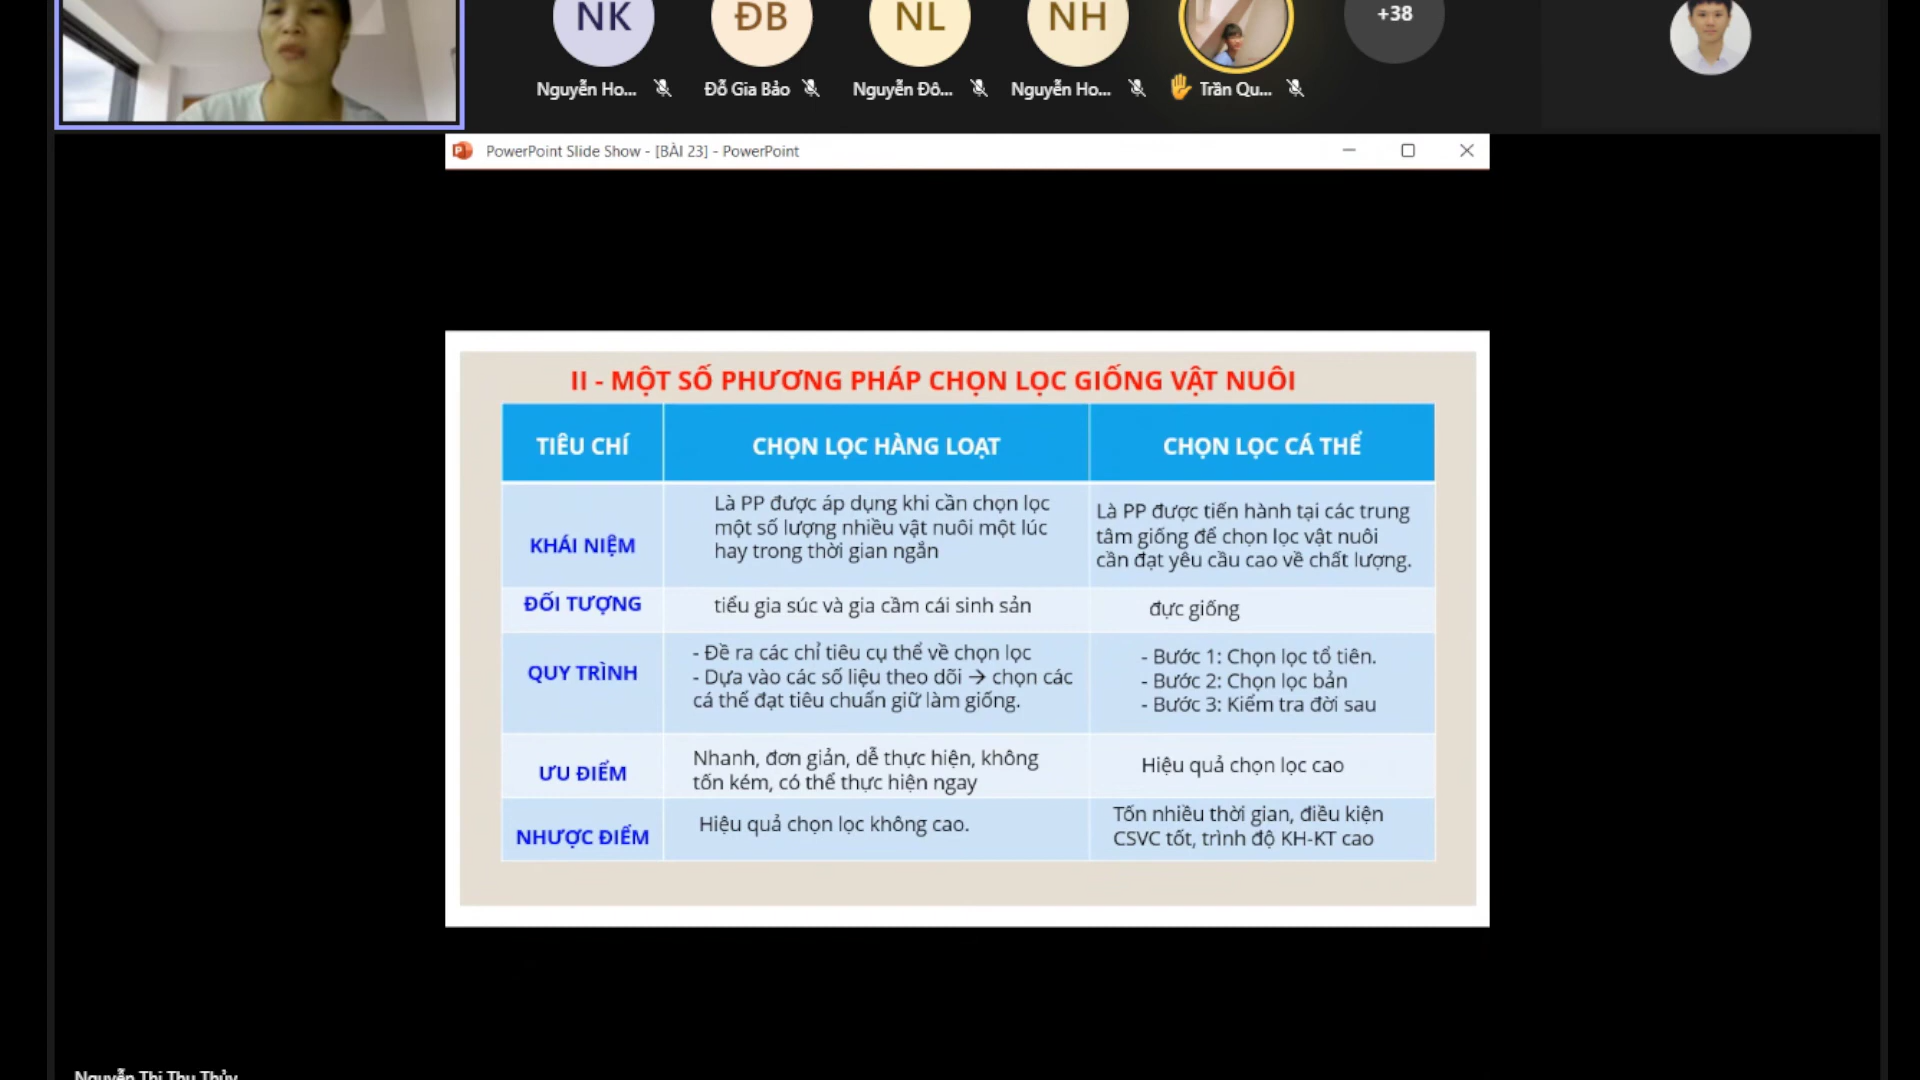 NK
ĐB
NL
NH
+38
Nguyễn Ho...
Đỗ Gia Bảo
Nguyễn Đô...
Nguyễn Ho...
Trần Qu...
PowerPoint Slide Show - [BÀI 23] - PowerPoint
II - MỘT SỐ PHƯƠNG PHÁP CHỌN LỌC GIỐNG VẬT NUÔI
TIÊU CHÍ
CHỌN LỌC HÀNG LOẠT
CHỌN LỌC CÁ THỂ
KHÁI NIỆM
Là PP được áp dụng khi cần chọn lọc
một số lượng nhiều vật nuôi một lúc
hay trong thời gian ngắn
Là PP được tiến hành tại các trung
tâm giống để chọn lọc vật nuôi
cần đạt yêu cầu cao về chất lượng.
ĐỐI TƯỢNG
tiểu gia súc và gia cầm cái sinh sản
đực giống
QUY TRÌNH
- Đề ra các chỉ tiêu cụ thể về chọn lọc
- Dựa vào các số liệu theo dõi → chọn các
cá thể đạt tiêu chuẩn giữ làm giống.
- Bước 1: Chọn lọc tổ tiên.
- Bước 2: Chọn lọc bản
- Bước 3: Kiểm tra đời sau
ƯU ĐIỂM
Nhanh, đơn giản, dễ thực hiện, không
tốn kém, có thể thực hiện ngay
Hiệu quả chọn lọc cao
NHƯỢC ĐIỂM
Hiệu quả chọn lọc không cao.
Tốn nhiều thời gian, điều kiện
CSVC tốt, trình độ KH-KT cao
Nguyễn Thị Thu Thủy